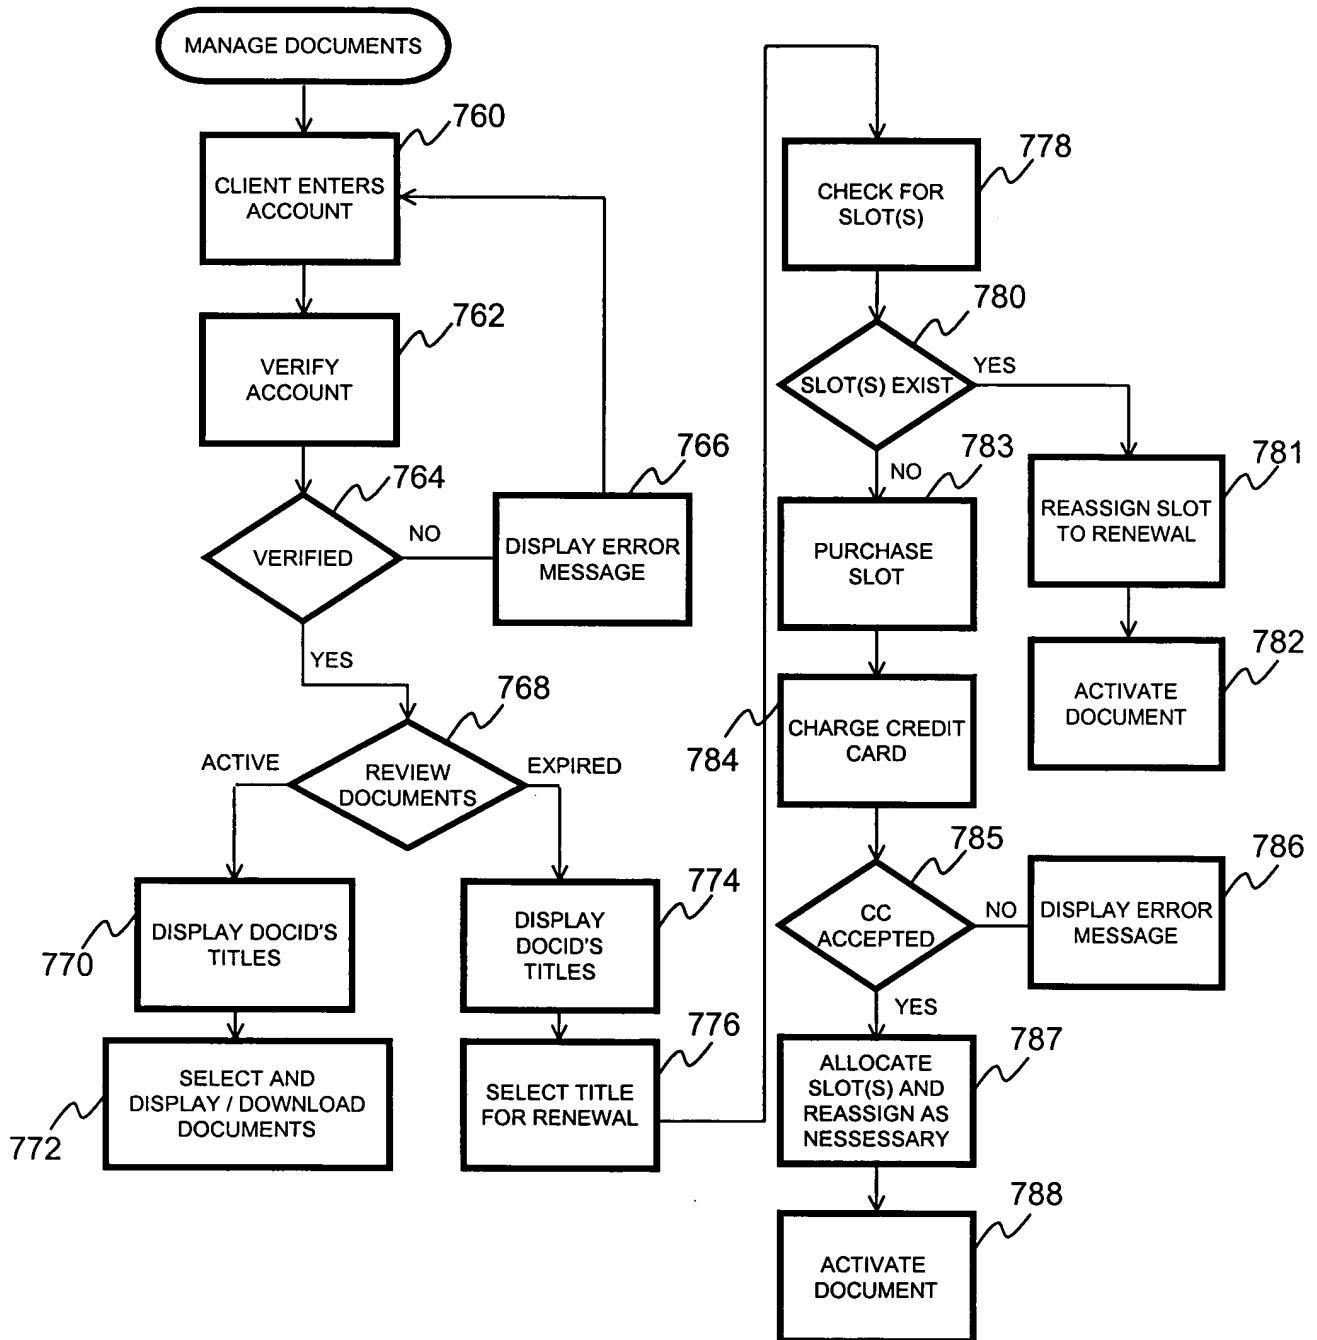 MANAGE DOCUMENTS
760
CLIENT ENTERS
ACCOUNT
762
VERIFY
ACCOUNT
764
VERIFIED
NO
766
DISPLAY ERROR
MESSAGE
YES
768
ACTIVE
REVIEW
DOCUMENTS
EXPIRED
770
DISPLAY DOCID'S
TITLES
772
SELECT AND
DISPLAY / DOWNLOAD
DOCUMENTS
774
DISPLAY
DOCID'S
TITLES
776
SELECT TITLE
FOR RENEWAL
778
CHECK FOR
SLOT(S)
780
SLOT(S) EXIST
YES
781
REASSIGN SLOT
TO RENEWAL
782
ACTIVATE
DOCUMENT
NO
783
PURCHASE
SLOT
784
CHARGE CREDIT
CARD
785
CC
ACCEPTED
NO
786
DISPLAY ERROR
MESSAGE
YES
787
ALLOCATE
SLOT(S) AND
REASSIGN AS
NESSESSARY
788
ACTIVATE
DOCUMENT